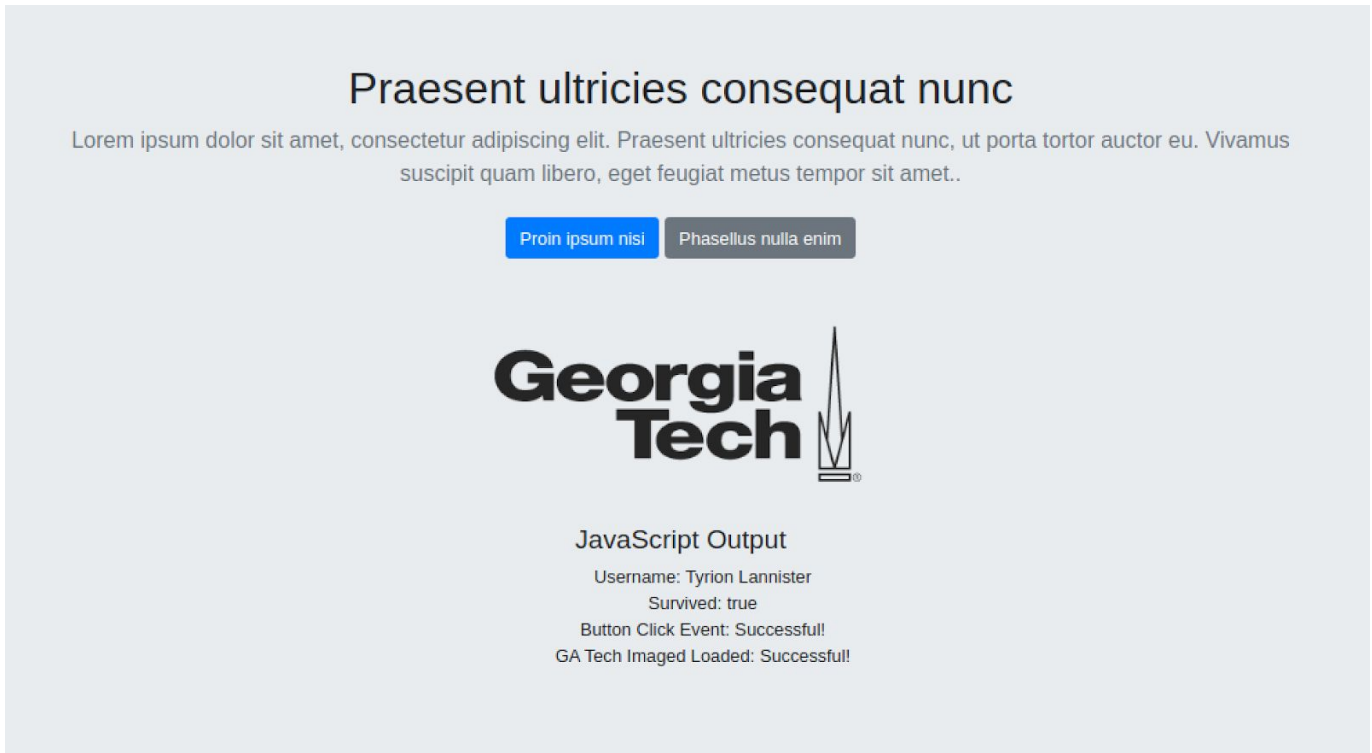 Praesent ultricies consequat nunc
Lorem ipsum dolor sit amet, consectetur adipiscing elit. Praesent ultricies consequat nunc, ut porta tortor auctor eu. Vivamus
suscipit quam libero, eget feugiat metus tempor sit amet..
Proin ipsum nisi Phasellus nulla enim
Georgia
Tech
®
JavaScript Output
Username: Tyrion Lannister
Survived: true
Button Click Event: Successful!
GA Tech Imaged Loaded: Successful!